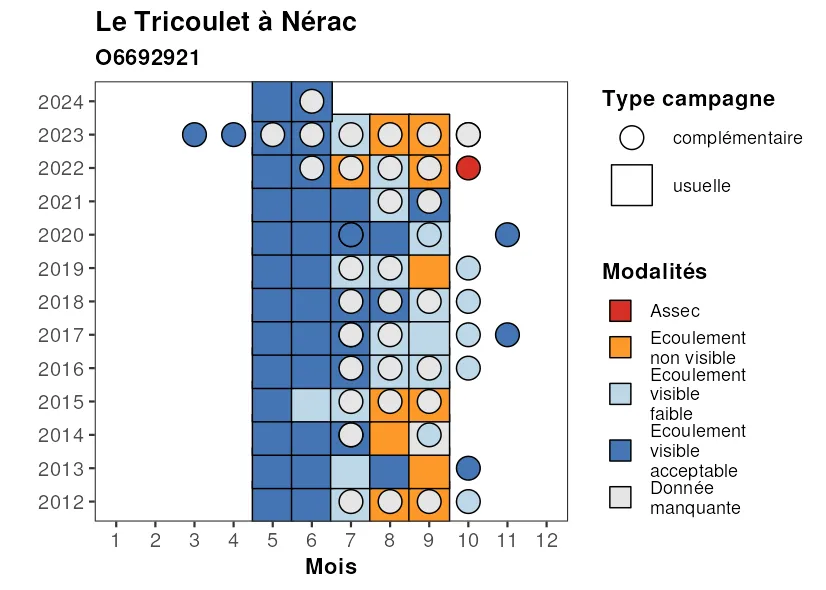 Le Tricoulet à Nérac
O6692921
2024
2023
2022
2021
2020
2019
2018
2017
2016
2015
2014
2013
2012
1 2 3 4 5 6 7 8 9 10 11 12
Mois
Type campagne
complémentaire
usuelle
Modalités
Assec
Ecoulement
non visible
Ecoulement
visible
faible
Ecoulement
visible
acceptable
Donnée
manquante